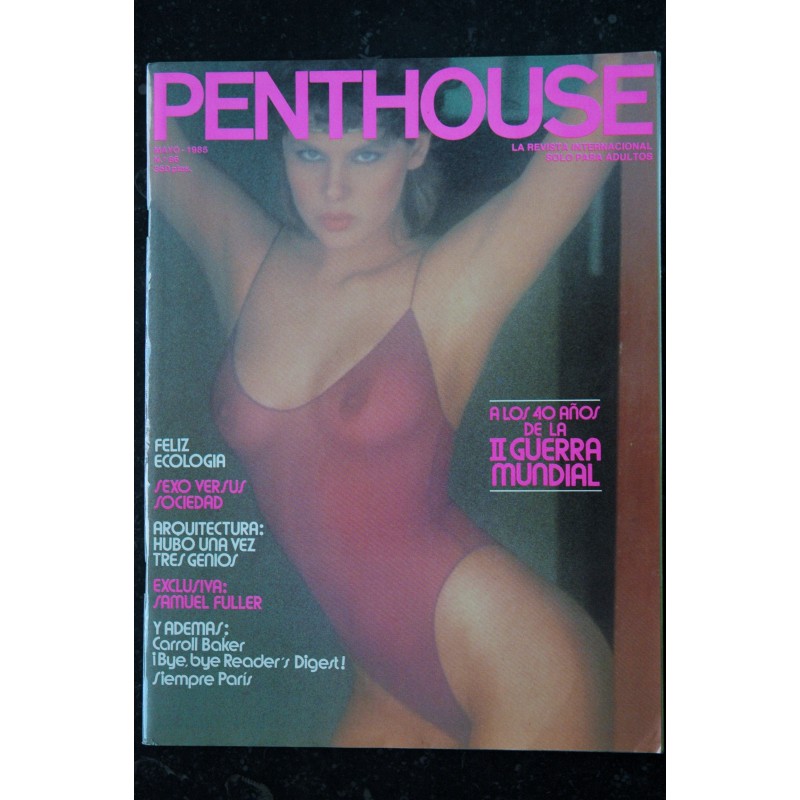 PENTHOUSE
MAYO - 1985
LA REVISTA INTERNACIONAL
SOLO PARA ADULTOS
A LOS 40 AÑOS
DE LA
II GUERRA
MUNDIAL
FELIZ
ECOLOGIA
SEXO VERSUS
SOCIEDAD
ARQUITECTURA:
HUBO UNA VEZ
TRES GENIOS
EXCLUSIVA:
SAMUEL FULLER
Y ADEMAS:
Carroll Baker
¡Bye, bye Reader's Digest!
Siempre París